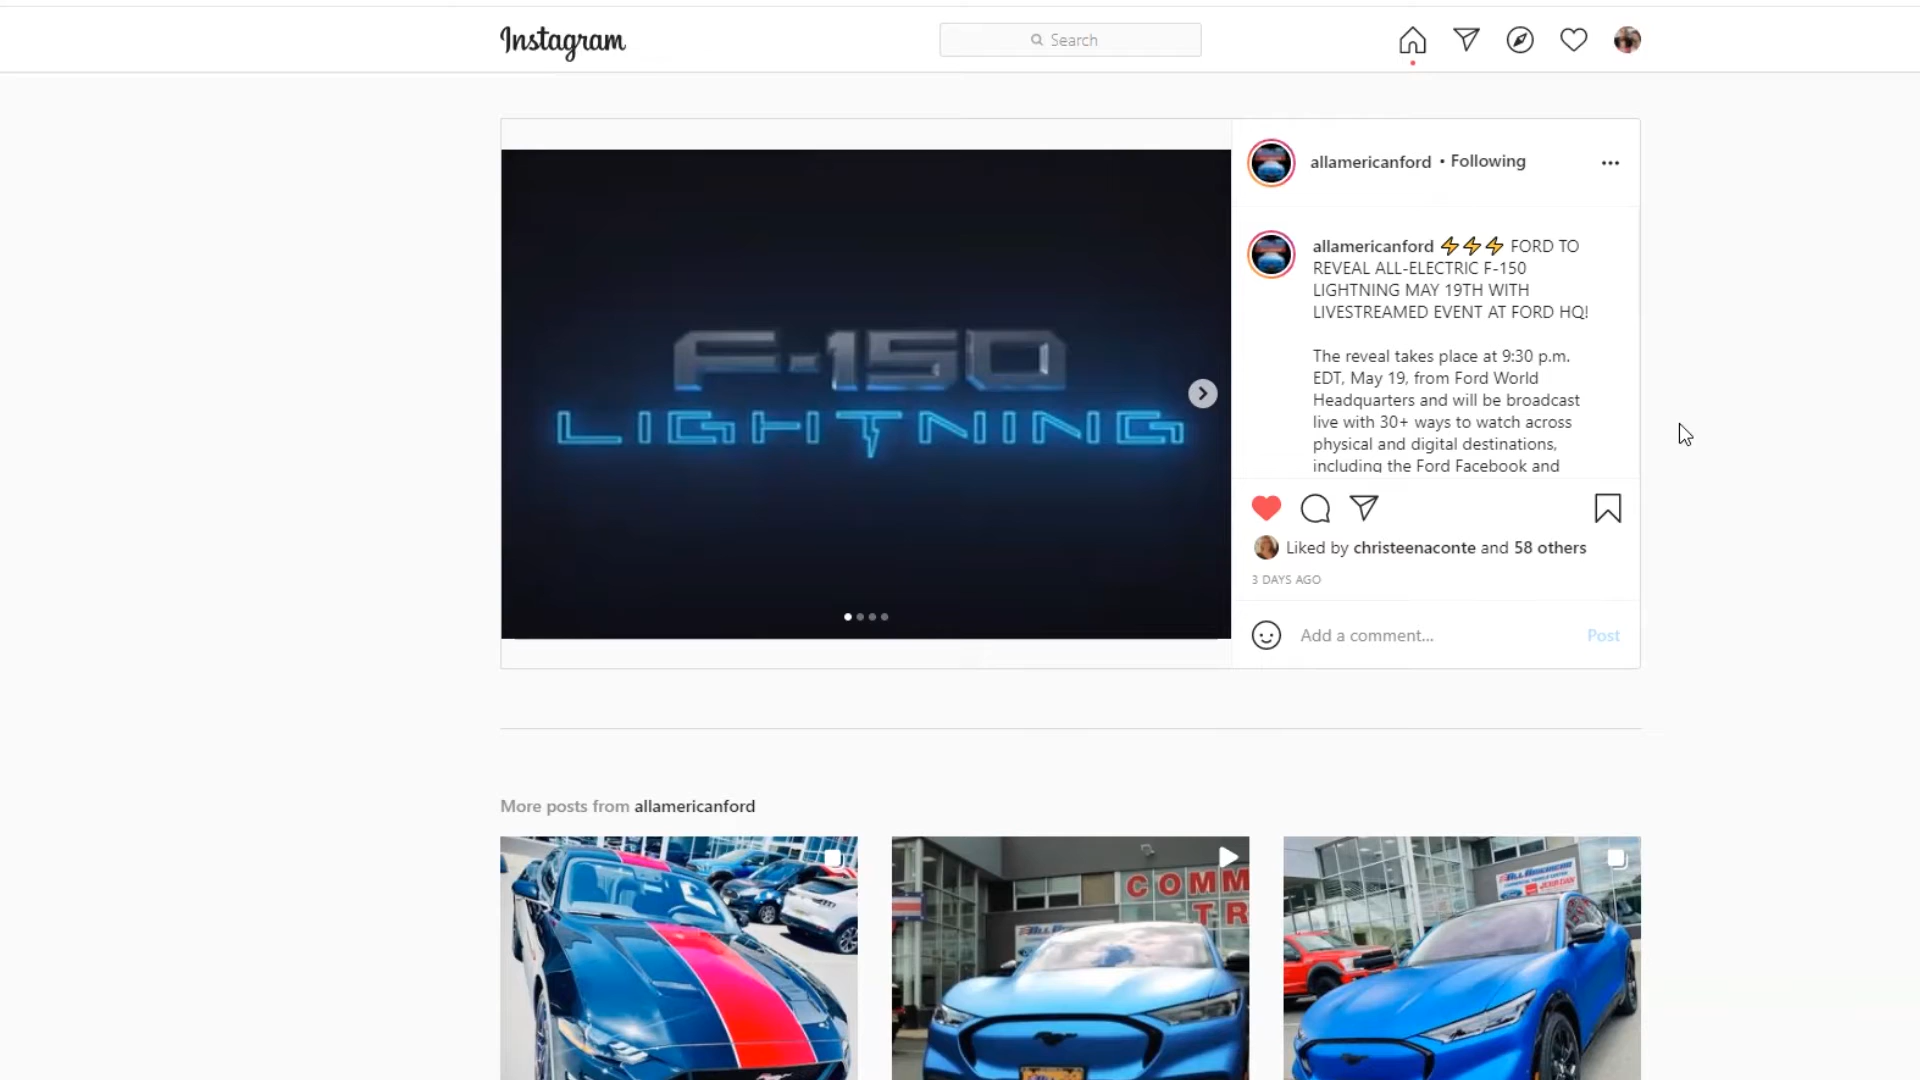 Instagram
Search
allamericanford • Following
allamericanford ⚡⚡⚡ FORD TO
REVEAL ALL-ELECTRIC F-150
LIGHTNING MAY 19TH WITH
LIVESTREAMED EVENT AT FORD HQ!
The reveal takes place at 9:30 p.m.
EDT, May 19, from Ford World
Headquarters and will be broadcast
live with 30+ ways to watch across
physical and digital destinations,
including the Ford Facebook and
F-150
LIGHTNING
Liked by christeenaconte and 58 others
3 DAYS AGO
Add a comment...
Post
More posts from allamericanford
COMM
TR